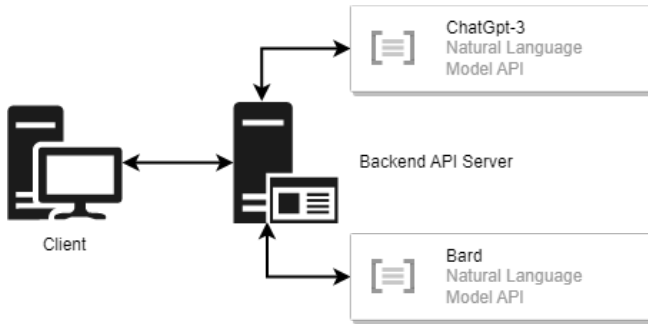 ChatGpt-3
Natural Language
Model API
Backend API Server
Client
Bard
Natural Language
Model API